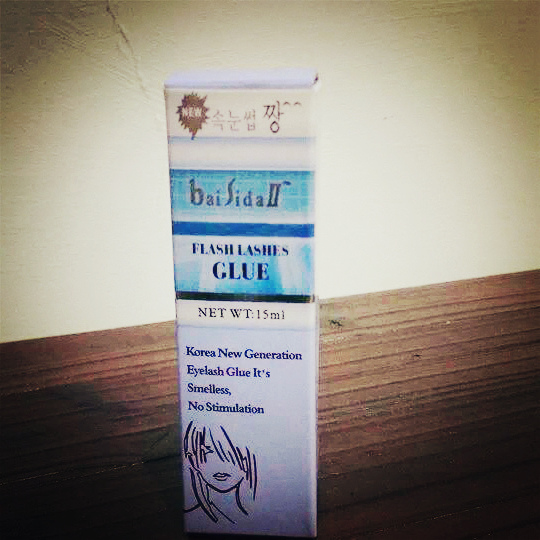 NEW 속눈썹 짱^^
baiSidaII
FLASH LASHES
GLUE
NET WT:15ml
Korea New Generation
Eyelash Glue It's
Smelless,
No Stimulation